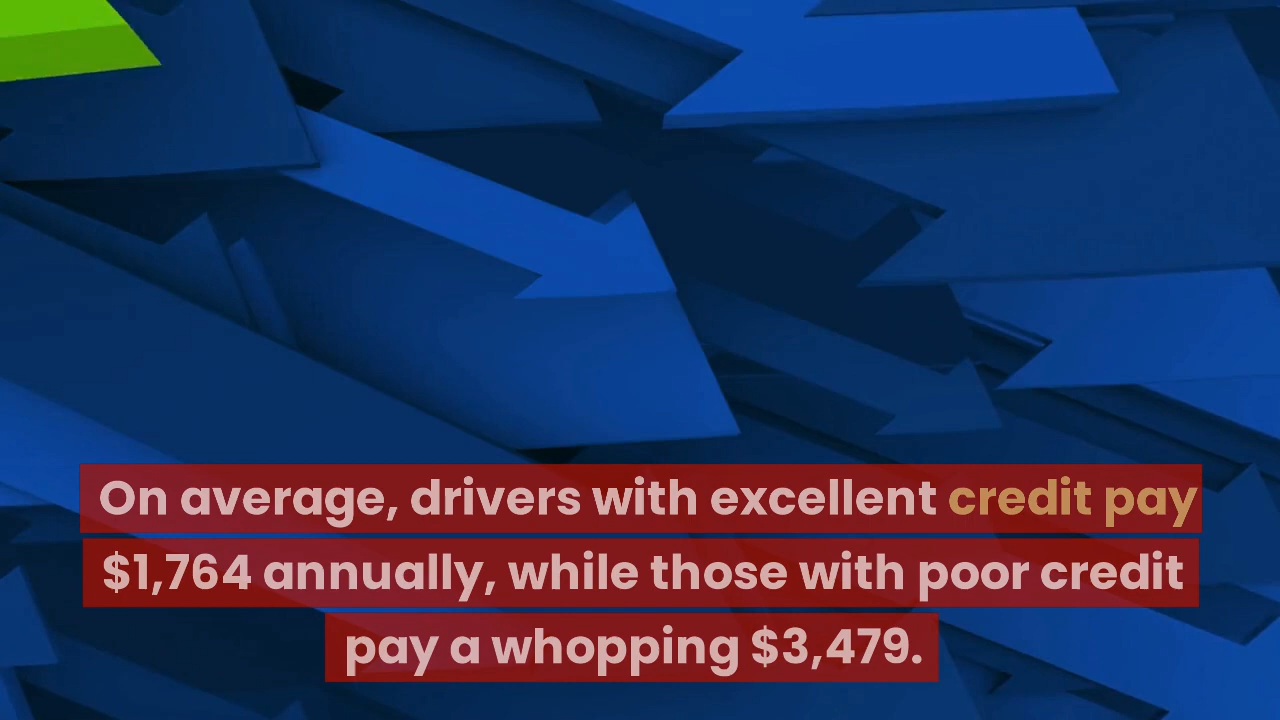 On average, drivers with excellent credit pay
$1,764 annually, while those with poor credit
pay a whopping $3,479.